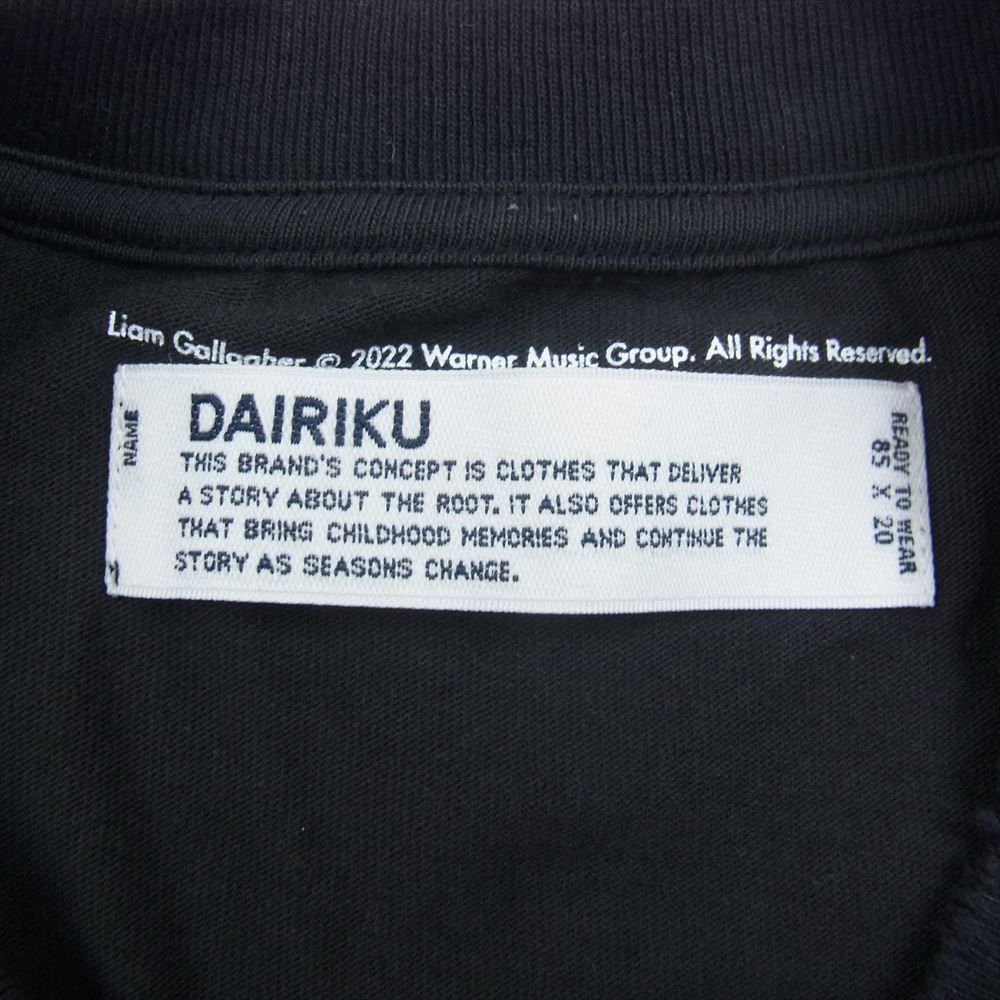 Liam Gallagher © 2022 Warner Music Group. All Rights Reserved.
NAME
DAIRIKU
THIS BRAND'S CONCEPT IS CLOTHES THAT DELIVER
A STORY ABOUT THE ROOT. IT ALSO OFFERS CLOTHES
THAT BRING CHILDHOOD MEMORIES AND CONTINUE THE
STORY AS SEASONS CHANGE.
READY TO WEAR
85 X 20